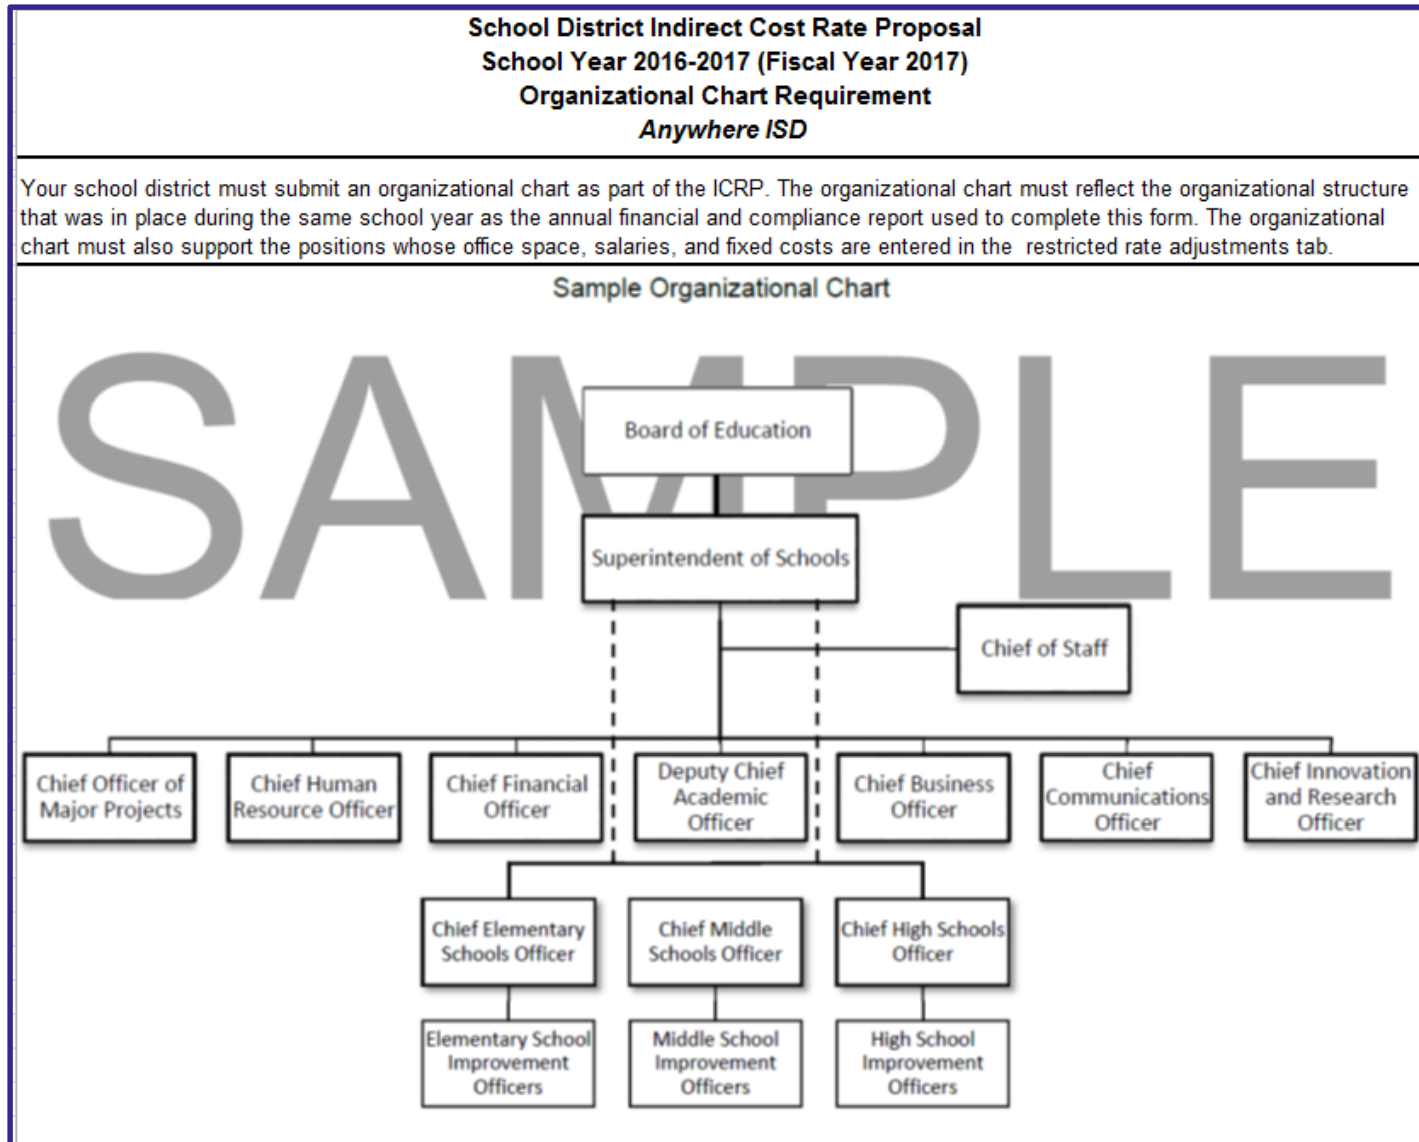 School District Indirect Cost Rate Proposal
School Year 2016-2017 (Fiscal Year 2017)
Organizational Chart Requirement
Anywhere ISD
Your school district must submit an organizational chart as part of the ICRP. The organizational chart must reflect the organizational structure
that was in place during the same school year as the annual financial and compliance report used to complete this form. The organizational
chart must also support the positions whose office space, salaries, and fixed costs are entered in the restricted rate adjustments tab.
Sample Organizational Chart
SAMPLE
Board of Education
Superintendent of Schools
Chief of Staff
Chief Officer of
Major Projects
Chief Human
Resource Officer
Chief Financial
Officer
Deputy Chief
Academic
Officer
Chief Business
Officer
Chief
Communications
Officer
Chief Innovation
and Research
Officer
Chief Elementary
Schools Officer
Chief Middle
Schools Officer
Chief High Schools
Officer
Elementary School
Improvement
Officers
Middle School
Improvement
Officers
High School
Improvement
Officers